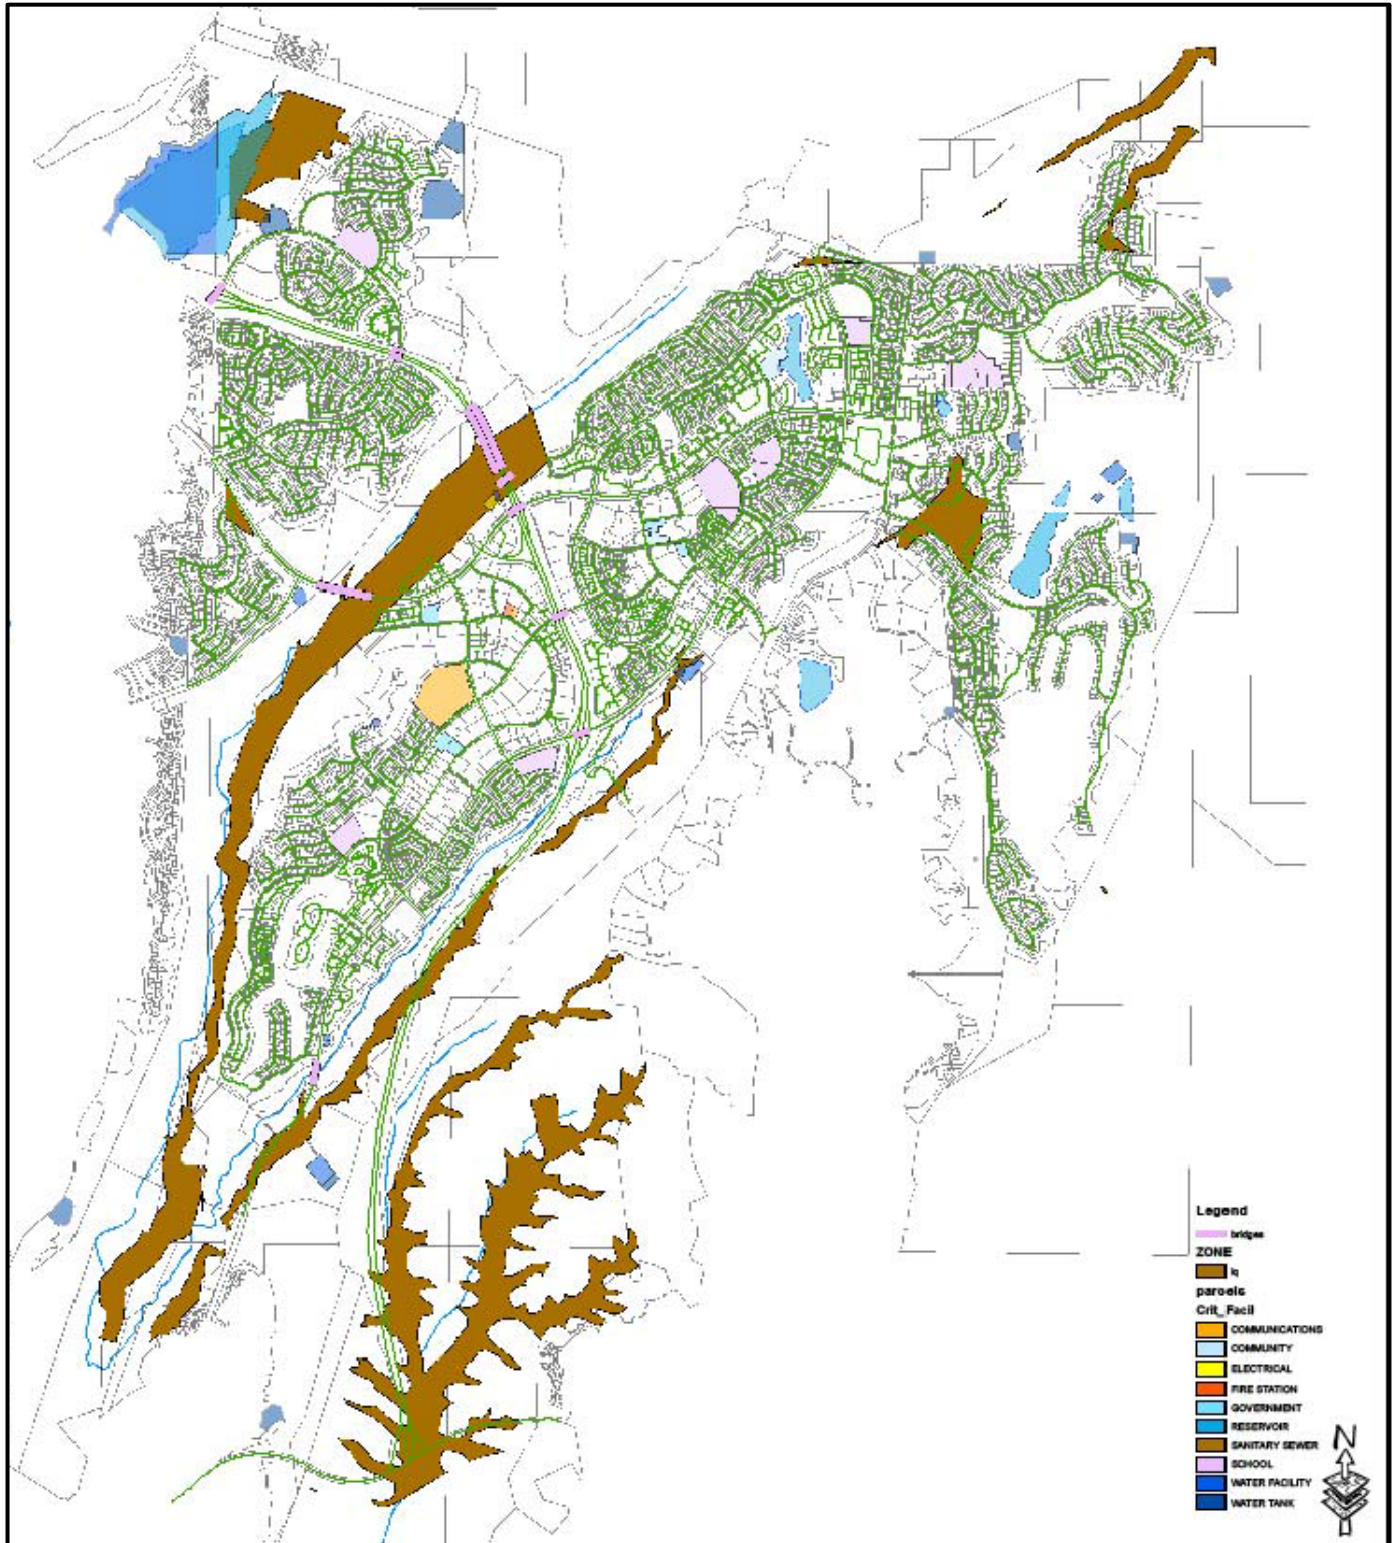 Legend
bridges
ZONE
lq
parcels
Crit_Facil
COMMUNICATIONS
COMMUNITY
ELECTRICAL
FIRE STATION
GOVERNMENT
RESERVOIR
SANITARY SEWER
SCHOOL
WATER FACILITY
WATER TANK
N